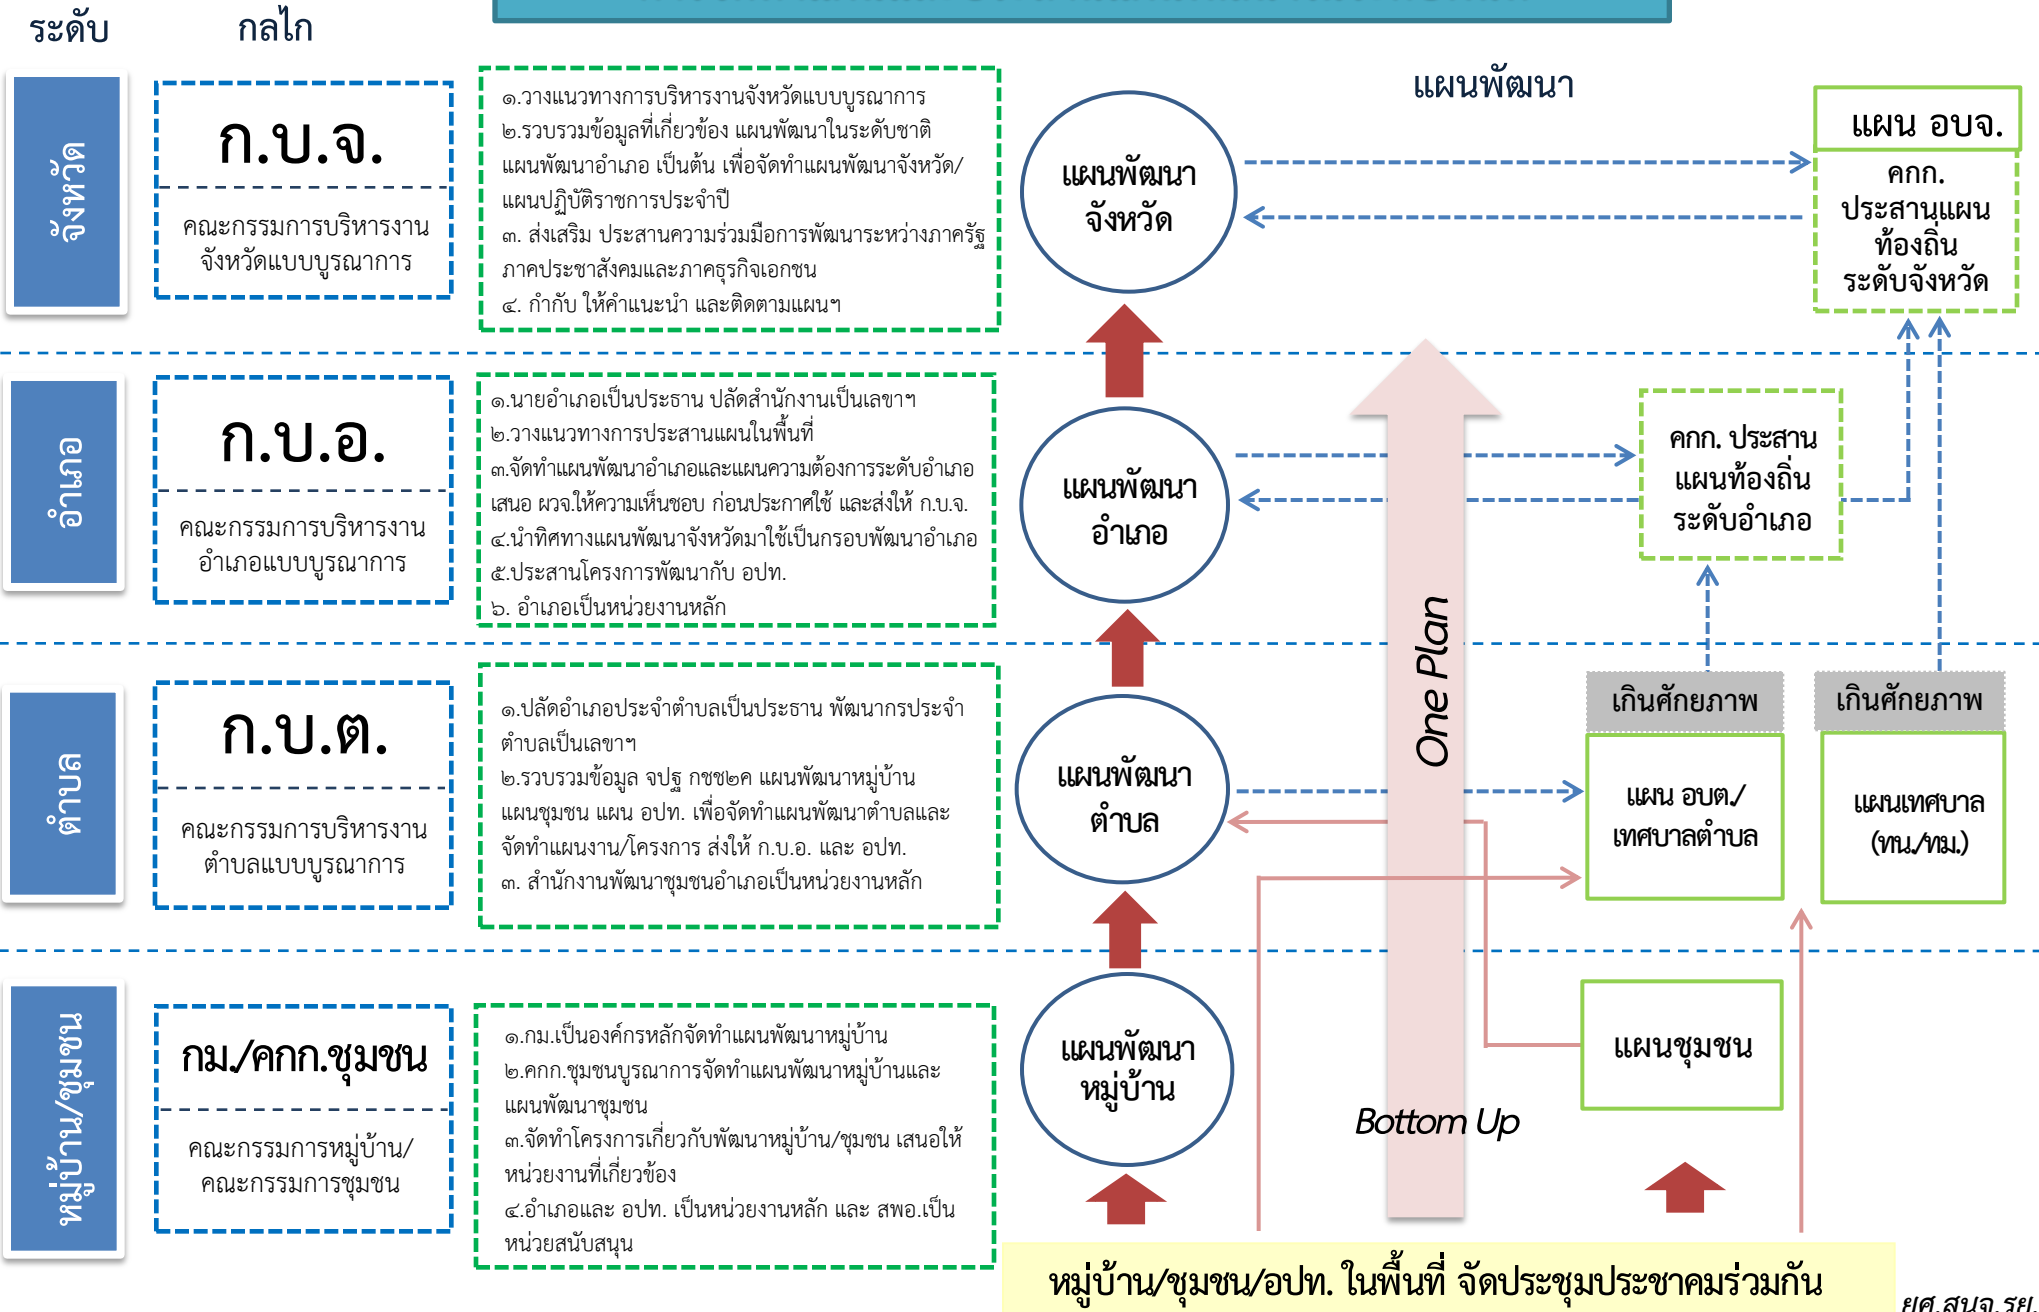 ระดับ
กลไก
แผนพัฒนา
จังหวัด
ก.บ.จ.
คณะกรรมการบริหารงาน
จังหวัดแบบบูรณาการ
๑.วางแนวทางการบริหารงานจังหวัดแบบบูรณาการ
๒.รวบรวมข้อมูลที่เกี่ยวข้อง แผนพัฒนาในระดับชาติ
แผนพัฒนาอำเภอ เป็นต้น เพื่อจัดทำแผนพัฒนาจังหวัด/
แผนปฏิบัติราชการประจำปี
๓. ส่งเสริม ประสานความร่วมมือการพัฒนาระหว่างภาครัฐ
ภาคประชาสังคมและภาคธุรกิจเอกชน
๔. กำกับ ให้คำแนะนำ และติดตามแผนฯ
แผนพัฒนา
จังหวัด
แผน อบจ.
คกก.
ประสานแผน
ท้องถิ่น
ระดับจังหวัด
อำเภอ
ก.บ.อ.
คณะกรรมการบริหารงาน
อำเภอแบบบูรณาการ
๑.นายอำเภอเป็นประธาน ปลัดสำนักงานเป็นเลขาฯ
๒.วางแนวทางการประสานแผนในพื้นที่
๓.จัดทำแผนพัฒนาอำเภอและแผนความต้องการระดับอำเภอ
เสนอ ผวจ.ให้ความเห็นชอบ ก่อนประกาศใช้ และส่งให้ ก.บ.จ.
๔.นำทิศทางแผนพัฒนาจังหวัดมาใช้เป็นกรอบพัฒนาอำเภอ
๕.ประสานโครงการพัฒนากับ อปท.
๖. อำเภอเป็นหน่วยงานหลัก
แผนพัฒนา
อำเภอ
คกก. ประสาน
แผนท้องถิ่น
ระดับอำเภอ
One Plan
ตำบล
ก.บ.ต.
คณะกรรมการบริหารงาน
ตำบลแบบบูรณาการ
๑.ปลัดอำเภอประจำตำบลเป็นประธาน พัฒนากรประจำ
ตำบลเป็นเลขาฯ
๒.รวบรวมข้อมูล จปฐ กชช๒ค แผนพัฒนาหมู่บ้าน
แผนชุมชน แผน อปท. เพื่อจัดทำแผนพัฒนาตำบลและ
จัดทำแผนงาน/โครงการ ส่งให้ ก.บ.อ. และ อปท.
๓. สำนักงานพัฒนาชุมชนอำเภอเป็นหน่วยงานหลัก
แผนพัฒนา
ตำบล
เกินศักยภาพ
แผน อบต./
เทศบาลตำบล
เกินศักยภาพ
แผนเทศบาล
(ทน./ทม.)
หมู่บ้าน/ชุมชน
กม./คกก.ชุมชน
คณะกรรมการหมู่บ้าน/
คณะกรรมการชุมชน
๑.กม.เป็นองค์กรหลักจัดทำแผนพัฒนาหมู่บ้าน
๒.คกก.ชุมชนบูรณาการจัดทำแผนพัฒนาหมู่บ้านและ
แผนพัฒนาชุมชน
๓.จัดทำโครงการเกี่ยวกับพัฒนาหมู่บ้าน/ชุมชน เสนอให้
หน่วยงานที่เกี่ยวข้อง
๔.อำเภอและ อปท. เป็นหน่วยงานหลัก และ สพอ.เป็น
หน่วยสนับสนุน
แผนพัฒนา
หมู่บ้าน
Bottom Up
แผนชุมชน
หมู่บ้าน/ชุมชน/อปท. ในพื้นที่ จัดประชุมประชาคมร่วมกัน
ยศ.สนจ.รย.